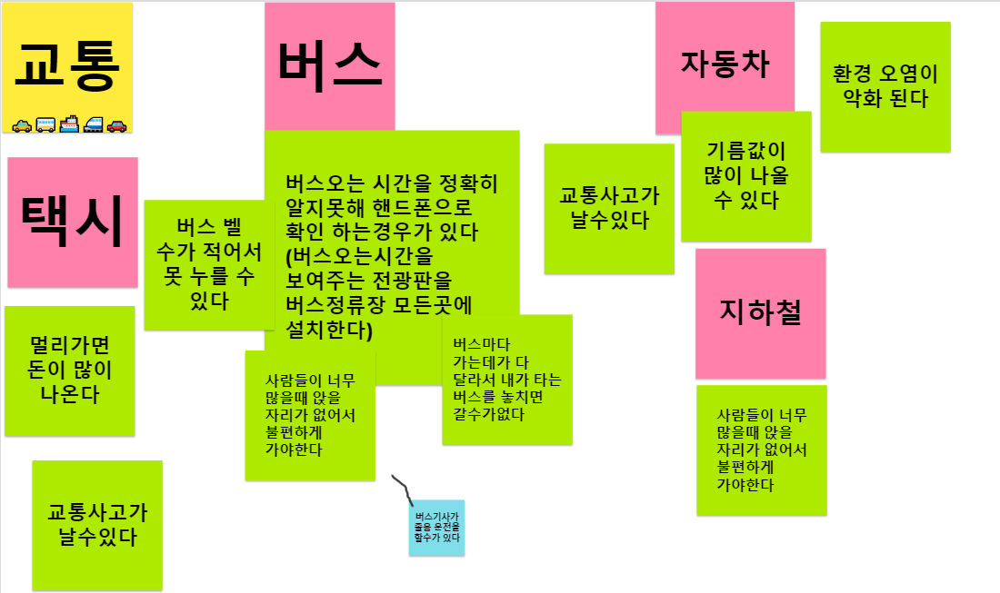 교통
택시
멀리가면
돈이 많이
나온다
교통사고가
날수있다
버스
버스 벨
수가 적어서
못 누를 수
있다
버스오는 시간을 정확히
알지못해 핸드폰으로
확인 하는경우가 있다
(버스오는시간을
보여주는 전광판을
버스정류장 모든곳에
설치한다)
사람들이 너무
많을때 앉을
자리가 없어서
불편하게
가야한다
버스마다
가는데가 다
달라서 내가 타는
버스를 놓치면
갈수가없다
버스기사가
졸음 운전을
할수가 있다
자동차
환경 오염이
악화 된다
기름값이
많이 나올
수 있다
교통사고가
날수있다
지하철
사람들이 너무
많을때 앉을
자리가 없어서
불편하게
가야한다